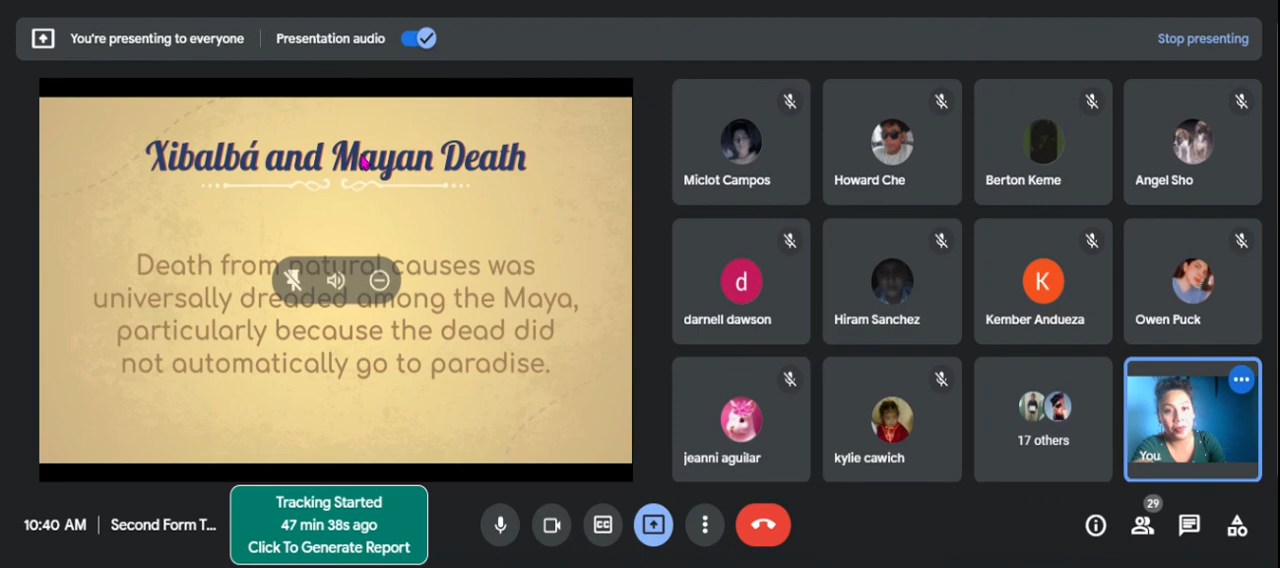 You're presenting to everyone
Presentation audio
Stop presenting
Xibalbá and Mayan Death
Death from natural causes was
universally dreaded among the Maya,
particularly because the dead did
not automatically go to paradise.
Miclot Campos
Howard Che
Berton Keme
Angel Sho
d
darnell dawson
Hiram Sanchez
K
Kember Andueza
Owen Puck
jeanni aguilar
kylie cawich
17 others
You
10:40 AM
Second Form T...
Tracking Started
47 min 38s ago
Click To Generate Report
CC
29